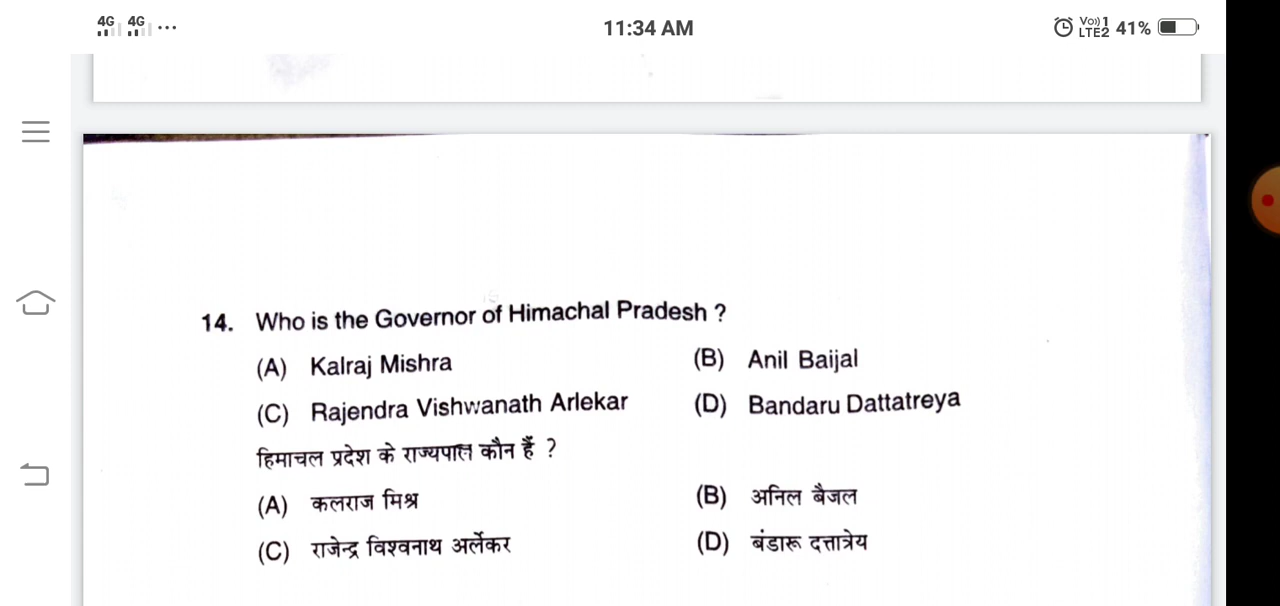 4G 4G ... 11:34 AM Vo)) 1 LTE2 41%
14. Who is the Governor of Himachal Pradesh ?
(A) Kalraj Mishra (B) Anil Baijal
(C) Rajendra Vishwanath Arlekar (D) Bandaru Dattatreya
हिमाचल प्रदेश के राज्यपाल कौन हैं ?
(A) कलराज मिश्र (B) अनिल बैजल
(C) राजेन्द्र विश्वनाथ अर्लेकर (D) बंडारू दत्तात्रेय